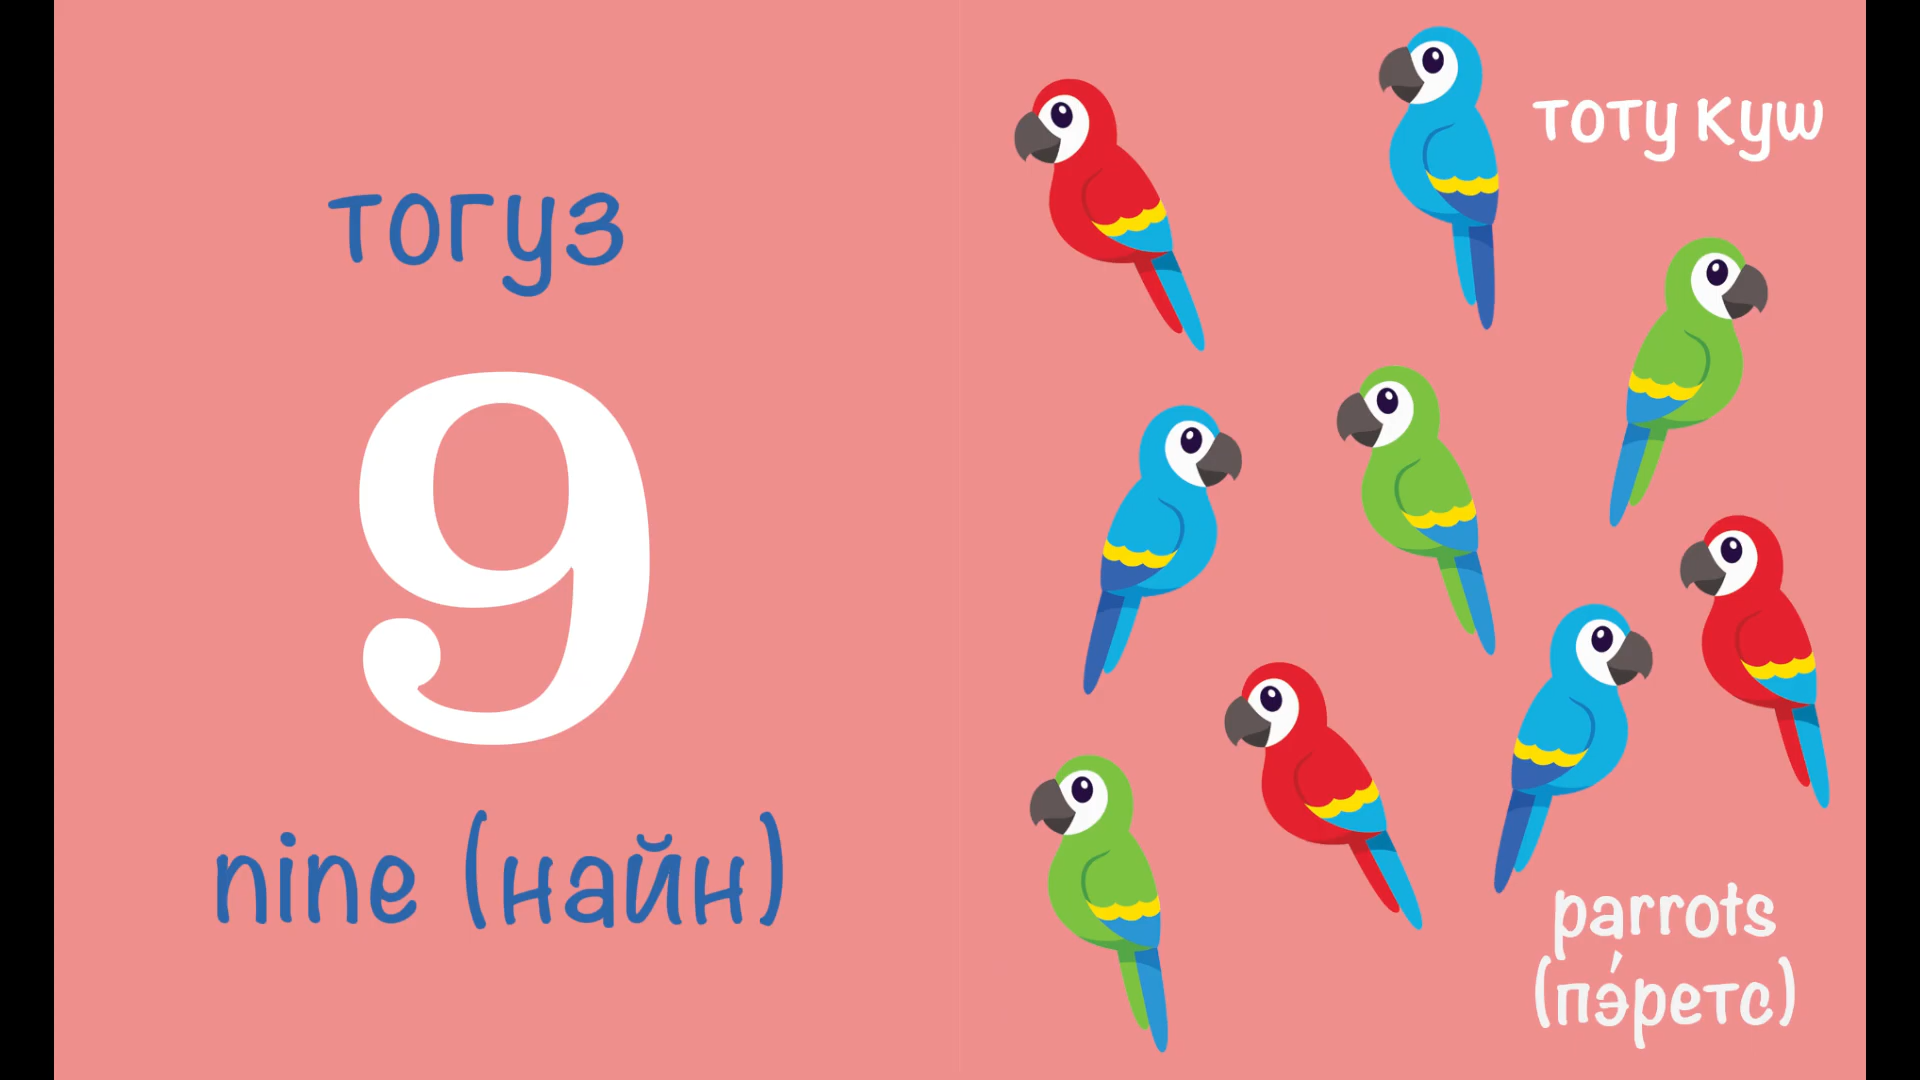 тогуз
9
nine (найн)
тоту куш
parrots
(пэ́ретс)